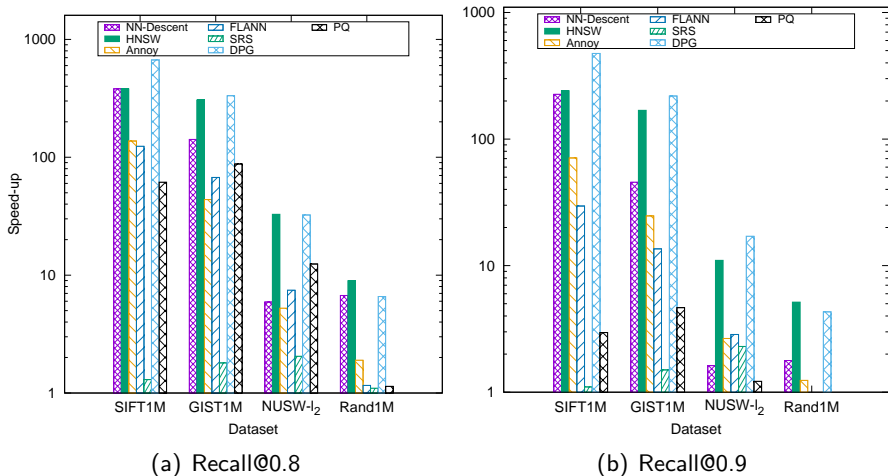 1000
100
10
1
Speed-up
NN-Descent
HNSW
Annoy
FLANN
SRS
DPG
PQ
SIFT1M GIST1M NUSW-l₂ Rand1M
Dataset
(a) Recall@0.8
1000
100
10
1
NN-Descent
HNSW
Annoy
FLANN
SRS
DPG
PQ
SIFT1M GIST1M NUSW-l₂ Rand1M
Dataset
(b) Recall@0.9